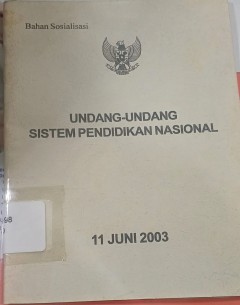 Bahan Sosialisasi
UNDANG-UNDANG
SISTEM PENDIDIKAN NASIONAL
11 JUNI 2003